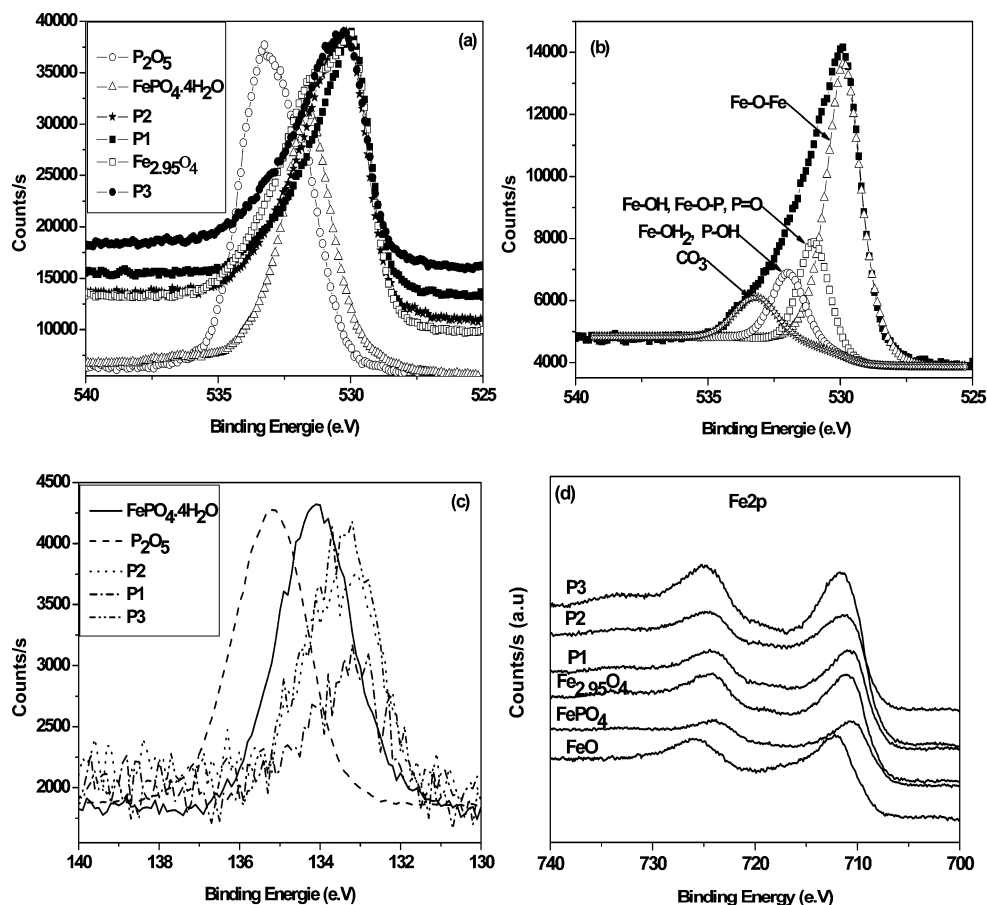 (a)
P2O5
FePO4.4H2O
P2
P1
Fe2.95O4
P3
40000
35000
30000
25000
20000
15000
10000
Counts/s
540
535
530
525
Binding Energie (e.V)
(b)
Fe-O-Fe
Fe-OH, Fe-O-P, P=O
Fe-OH2, P-OH
CO3
14000
12000
10000
8000
6000
4000
Counts/s
540
535
530
525
Binding Energie (e.V)
(c)
FePO4.4H2O
P2O5
P2
P1
P3
4500
4000
3500
3000
2500
2000
Counts/s
140
138
136
134
132
130
Binding Energie (e.V)
(d)
Fe2p
P3
P2
P1
Fe2.95O4
FePO4
FeO
Counts/s (a.u)
740
730
720
710
700
Binding Energy (e.V)